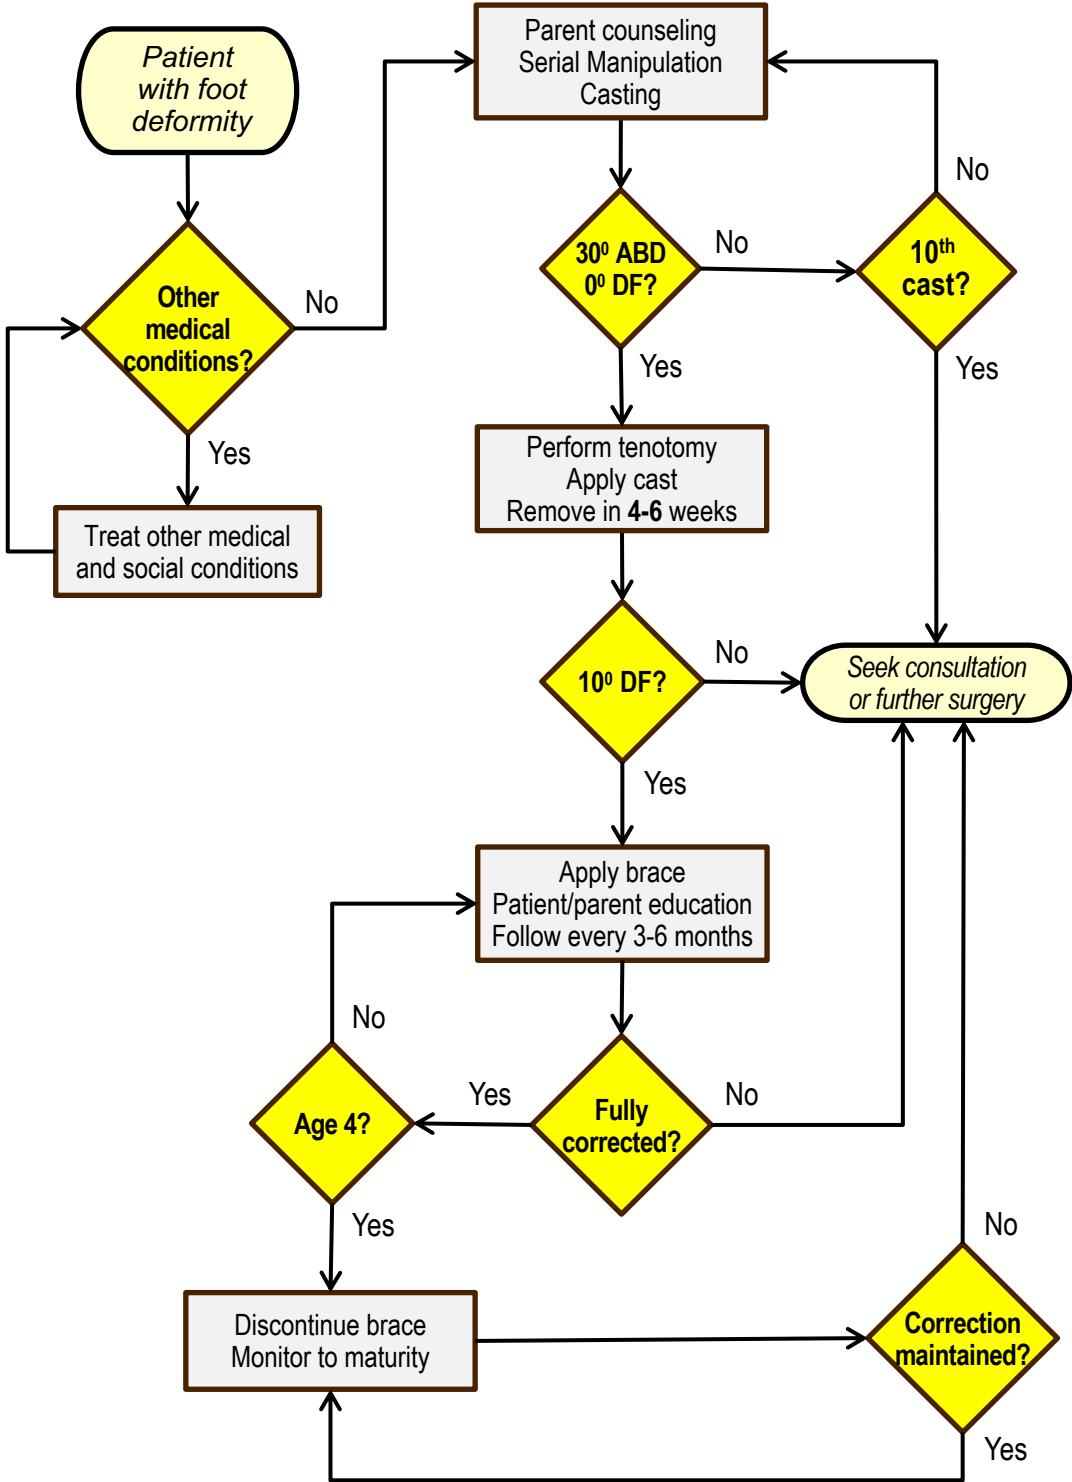 Patient
with foot
deformity
Parent counseling
Serial Manipulation
Casting
No
No
Other
medical
conditions?
30⁰ ABD
0⁰ DF?
No
10ᵗʰ
cast?
Yes
Yes
Yes
Treat other medical
and social conditions
Perform tenotomy
Apply cast
Remove in 4-6 weeks
10⁰ DF?
No
Seek consultation
or further surgery
Yes
Apply brace
Patient/parent education
Follow every 3-6 months
No
Age 4?
Yes
Fully
corrected?
No
Yes
No
Discontinue brace
Monitor to maturity
Correction
maintained?
Yes